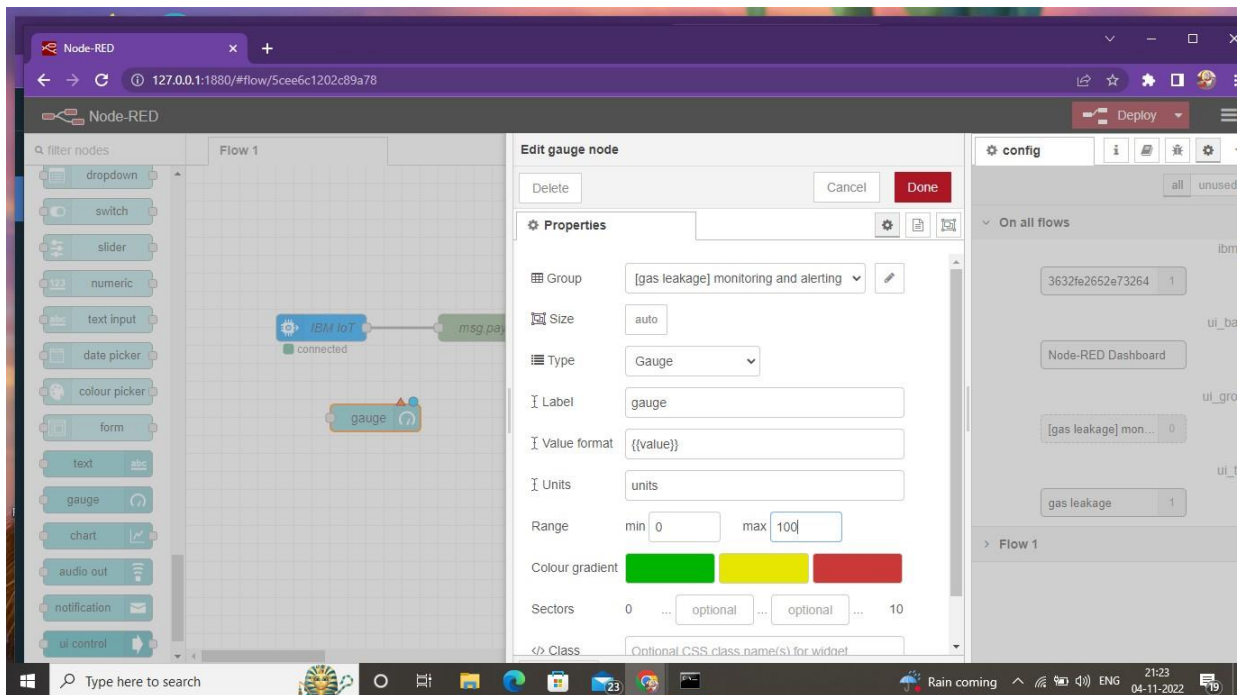 Node-RED
127.0.0.1:1880/#flow/5cee6c1202c89a78
Node-RED
Deploy
filter nodes
dropdown
switch
slider
123 numeric
abc text input
date picker
colour picker
form
text abc
gauge
chart
audio out
notification
ui control
Flow 1
IBM IoT
connected
msg.pay
gauge
Edit gauge node
Delete
Cancel
Done
Properties
Group
[gas leakage] monitoring and alerting
Size
auto
Type
Gauge
Label
gauge
Value format
{{value}}
Units
units
Range
min 0
max 100
Colour gradient
Sectors
0 ... optional ... optional ... 10
</> Class
Optional CSS class name(s) for widget
config
i
all unused
On all flows
ibm
3632fe2652e73264 1
ui_ba
Node-RED Dashboard
ui_gro
[gas leakage] mon... 0
ui_t
gas leakage 1
Flow 1
Type here to search
23
Rain coming
ENG
21:23
04-11-2022
19